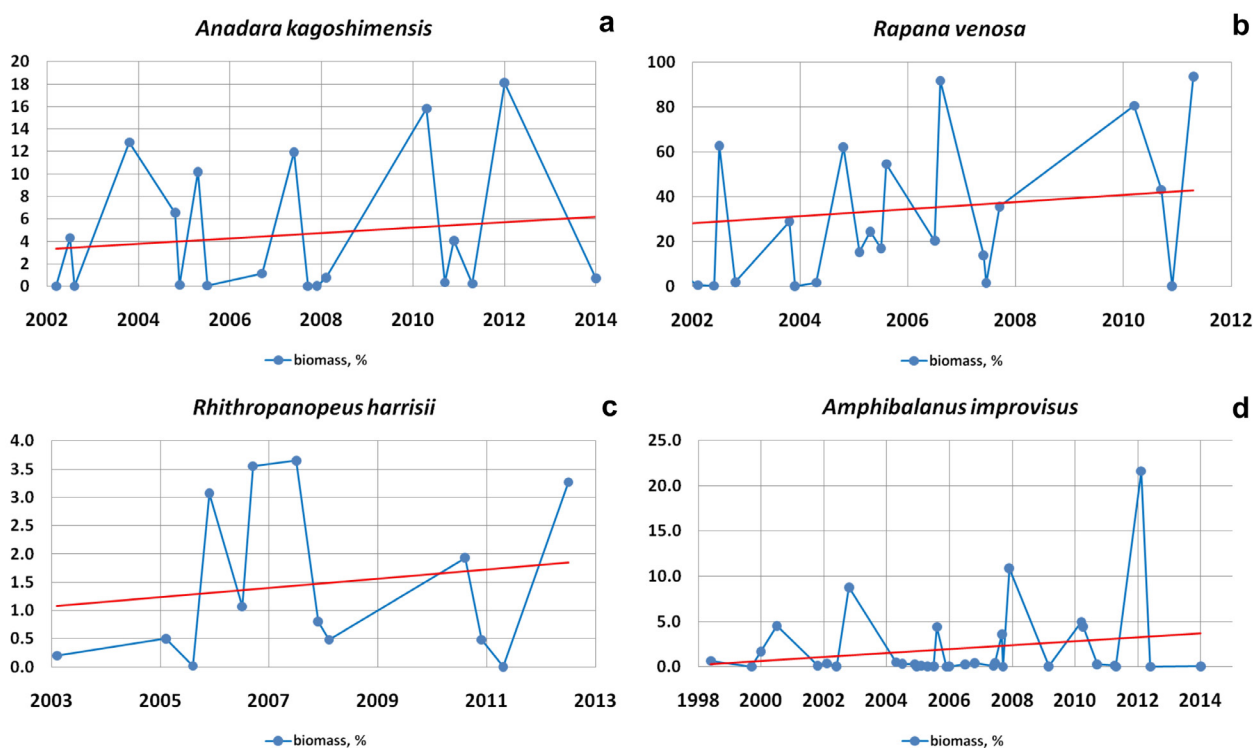 Anadara kagoshimensis
a
20
18
16
14
12
10
8
6
4
2
0
2002 2004 2006 2008 2010 2012 2014
biomass, %
Rapana venosa
b
100
80
60
40
20
0
2002 2004 2006 2008 2010 2012
biomass, %
Rhithropanopeus harrisii
c
4.0
3.5
3.0
2.5
2.0
1.5
1.0
0.5
0.0
2003 2005 2007 2009 2011 2013
biomass, %
Amphibalanus improvisus
d
25.0
20.0
15.0
10.0
5.0
0.0
1998 2000 2002 2004 2006 2008 2010 2012 2014
biomass, %